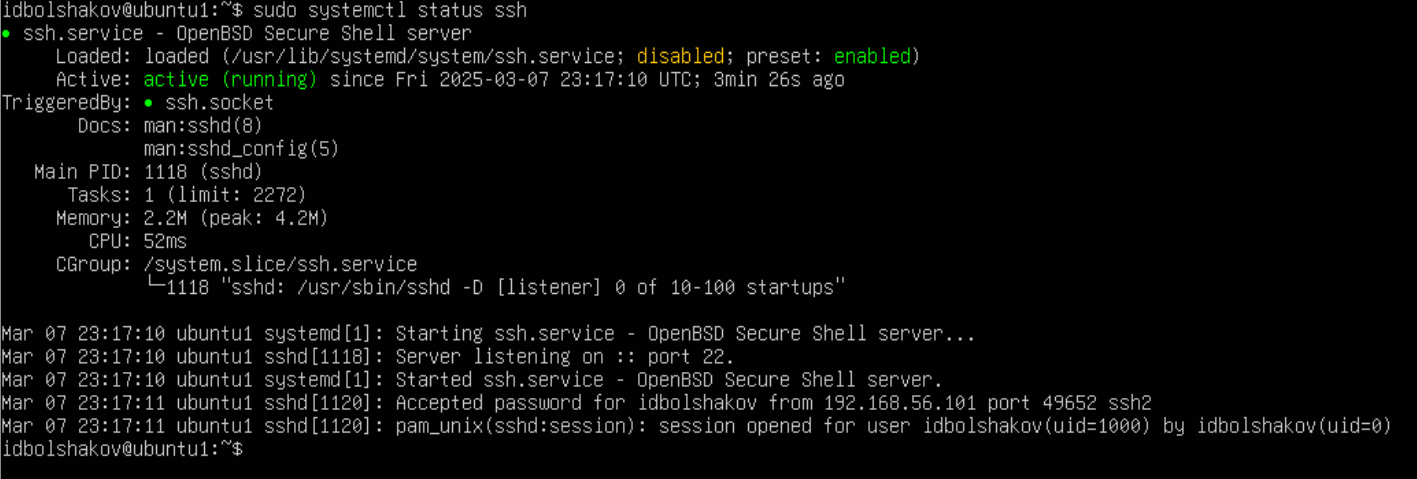 idbolshakov@ubuntu1:~$ sudo systemctl status ssh
● ssh.service - OpenBSD Secure Shell server
     Loaded: loaded (/usr/lib/systemd/system/ssh.service; disabled; preset: enabled)
     Active: active (running) since Fri 2025-03-07 23:17:10 UTC; 3min 26s ago
TriggeredBy: ● ssh.socket
       Docs: man:sshd(8)
             man:sshd_config(5)
   Main PID: 1118 (sshd)
      Tasks: 1 (limit: 2272)
     Memory: 2.2M (peak: 4.2M)
        CPU: 52ms
     CGroup: /system.slice/ssh.service
             └─1118 "sshd: /usr/sbin/sshd -D [listener] 0 of 10-100 startups"

Mar 07 23:17:10 ubuntu1 systemd[1]: Starting ssh.service - OpenBSD Secure Shell server...
Mar 07 23:17:10 ubuntu1 sshd[1118]: Server listening on :: port 22.
Mar 07 23:17:10 ubuntu1 systemd[1]: Started ssh.service - OpenBSD Secure Shell server.
Mar 07 23:17:11 ubuntu1 sshd[1120]: Accepted password for idbolshakov from 192.168.56.101 port 49652 ssh2
Mar 07 23:17:11 ubuntu1 sshd[1120]: pam_unix(sshd:session): session opened for user idbolshakov(uid=1000) by idbolshakov(uid=0)
idbolshakov@ubuntu1:~$